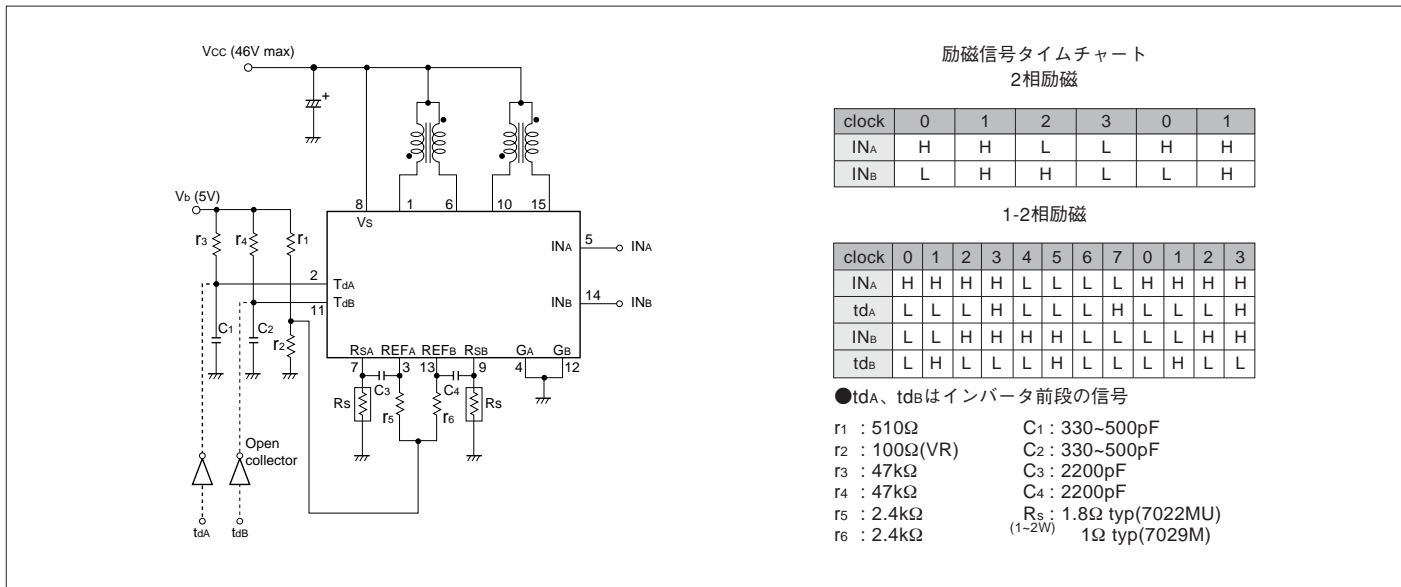 Vcc (46V max)
+
Vb (5V)
r3
r4
r1
8
1
6
10
15
Vs
INA
5
INA
2
TdA
TdB
11
INB
14
INB
C1
C2
r2
RSA
REFA
REFB
RSB
GA
GB
7
3
13
9
4
12
C3
C4
Rs
r5
r6
Rs
Open
collector
tdA
tdB
励磁信号タイムチャート
2相励磁
clock 0 1 2 3 0 1
INA H H L L H H
INB L H H L L H
1-2相励磁
clock 0 1 2 3 4 5 6 7 0 1 2 3
INA H H H H L L L L H H H H
tdA L L L H L L L H L L L H
INB L L H H H H L L L L H H
tdB L H L L L H L L L H L L
●tdA、tdBはインバータ前段の信号
r1 : 510Ω C1 : 330~500pF
r2 : 100Ω(VR) C2 : 330~500pF
r3 : 47kΩ C3 : 2200pF
r4 : 47kΩ C4 : 2200pF
r5 : 2.4kΩ Rs : 1.8Ω typ(7022MU)
r6 : 2.4kΩ (1~2W) 1Ω typ(7029M)